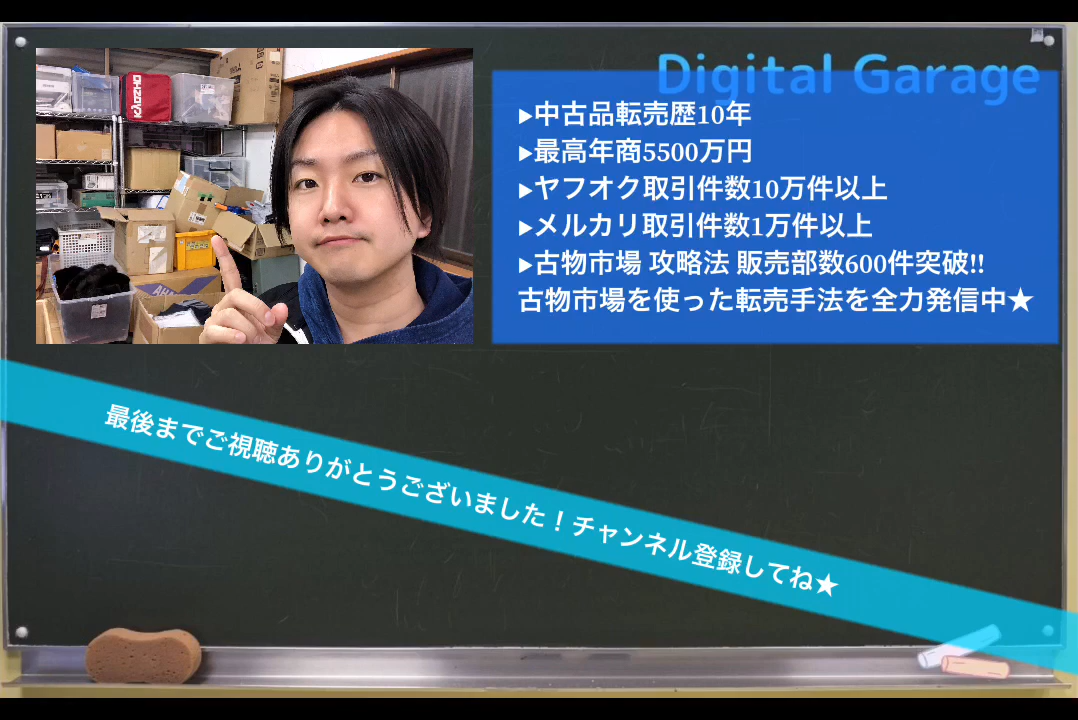 Digital Garage
▶中古品転売歴10年
▶最高年商5500万円
▶ヤフオク取引件数10万件以上
▶メルカリ取引件数1万件以上
▶古物市場 攻略法 販売部数600件突破!!
古物市場を使った転売手法を全力発信中★
最後までご視聴ありがとうございました！チャンネル登録してね★